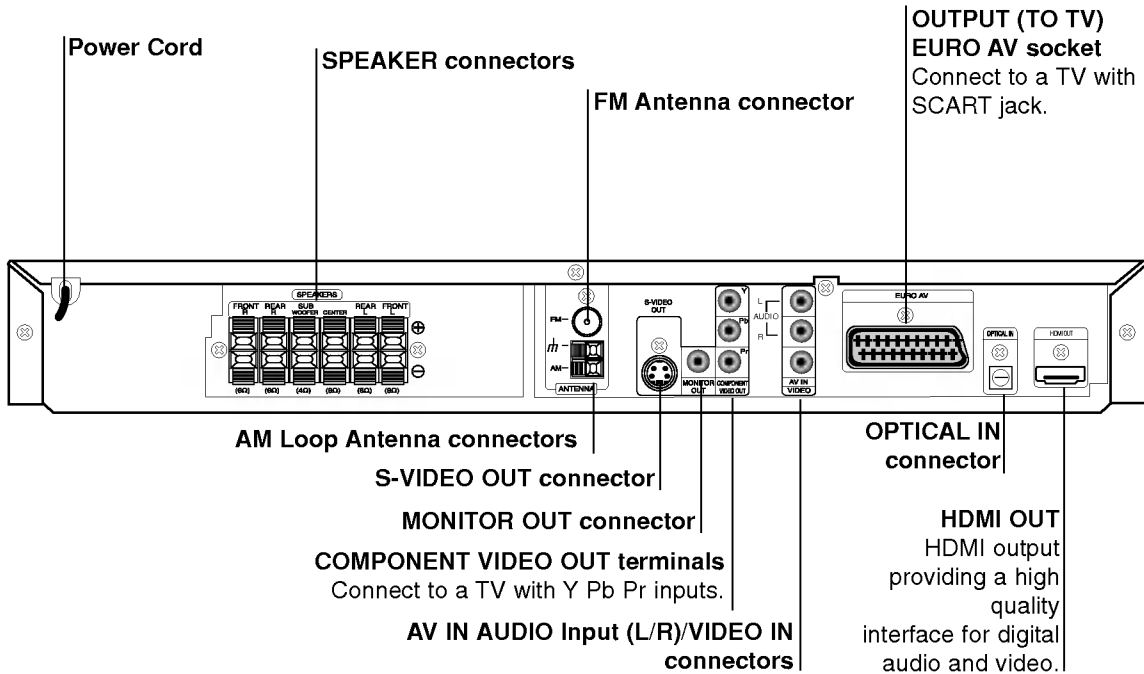 OUTPUT (TO TV)
EURO AV socket
Connect to a TV with
SCART jack.
Power Cord
SPEAKER connectors
FM Antenna connector
SPEAKERS
FRONT R
REAR R
SUB WOOFER
CENTER
REAR L
FRONT L
(6Ω) (6Ω) (4Ω) (6Ω) (6Ω) (6Ω)
FM
AM
ANTENNA
S-VIDEO
OUT
MONITOR
OUT
Y
Pb
Pr
COMPONENT
VIDEO OUT
L
AUDIO
R
AV IN
VIDEO
EURO AV
OPTICAL IN
HDMI OUT
AM Loop Antenna connectors
S-VIDEO OUT connector
MONITOR OUT connector
COMPONENT VIDEO OUT terminals
Connect to a TV with Y Pb Pr inputs.
AV IN AUDIO Input (L/R)/VIDEO IN
connectors
OPTICAL IN
connector
HDMI OUT
HDMI output
providing a high
quality
interface for digital
audio and video.